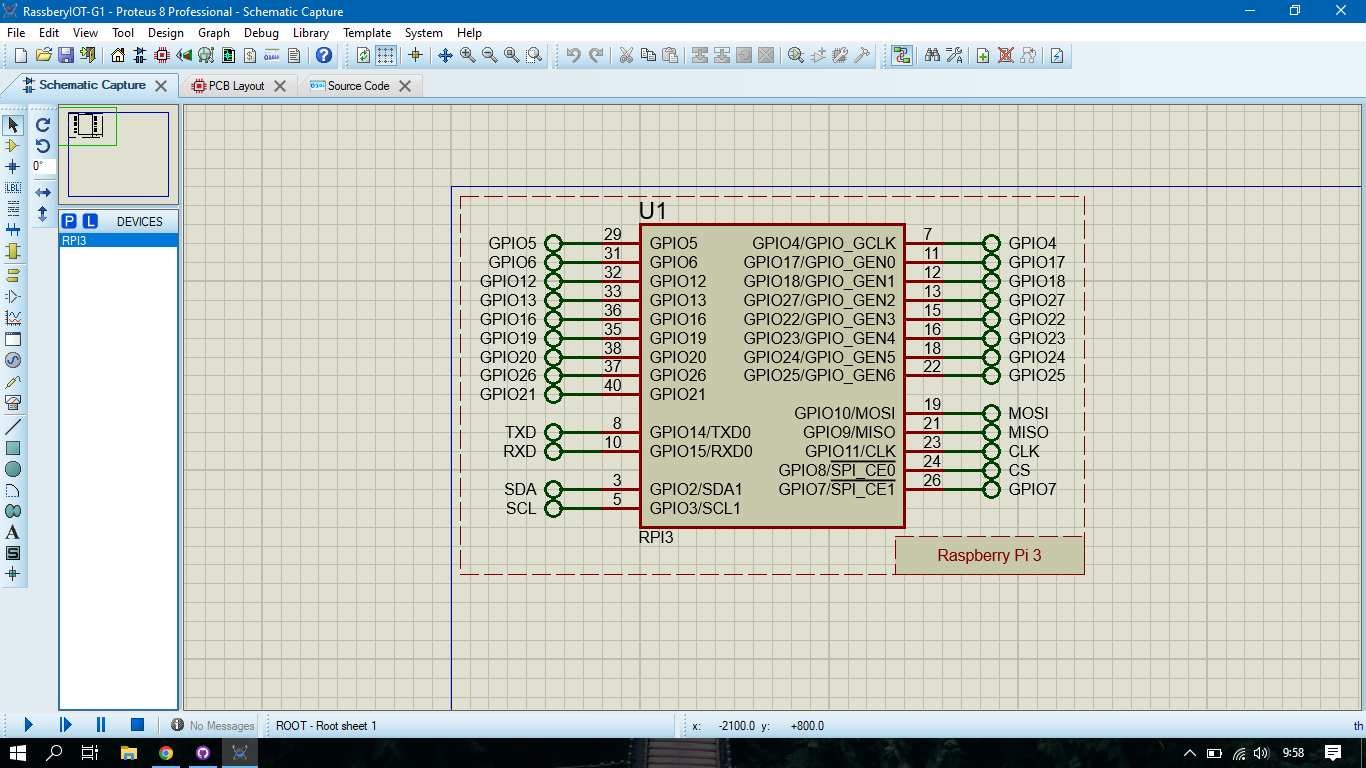 RassberyIOT-G1 - Proteus 8 Professional - Schematic Capture
File Edit View Tool Design Graph Debug Library Template System Help
Schematic Capture PCB Layout Source Code
0°
LBL
P L DEVICES
RPI3
U1
GPIO5 29 GPIO5 GPIO4/GPIO_GCLK 7 GPIO4
GPIO6 31 GPIO6 GPIO17/GPIO_GEN0 11 GPIO17
GPIO12 32 GPIO12 GPIO18/GPIO_GEN1 12 GPIO18
GPIO13 33 GPIO13 GPIO27/GPIO_GEN2 13 GPIO27
GPIO16 36 GPIO16 GPIO22/GPIO_GEN3 15 GPIO22
GPIO19 35 GPIO19 GPIO23/GPIO_GEN4 16 GPIO23
GPIO20 38 GPIO20 GPIO24/GPIO_GEN5 18 GPIO24
GPIO26 37 GPIO26 GPIO25/GPIO_GEN6 22 GPIO25
GPIO21 40 GPIO21
GPIO10/MOSI 19 MOSI
TXD 8 GPIO14/TXD0 GPIO9/MISO 21 MISO
RXD 10 GPIO15/RXD0 GPIO11/CLK 23 CLK
GPIO8/SPI_CE0 24 CS
SDA 3 GPIO2/SDA1 GPIO7/SPI_CE1 26 GPIO7
SCL 5 GPIO3/SCL1
RPI3
Raspberry Pi 3
A
S
No Messages ROOT - Root sheet 1 x: -2100.0 y: +800.0 th
9:58